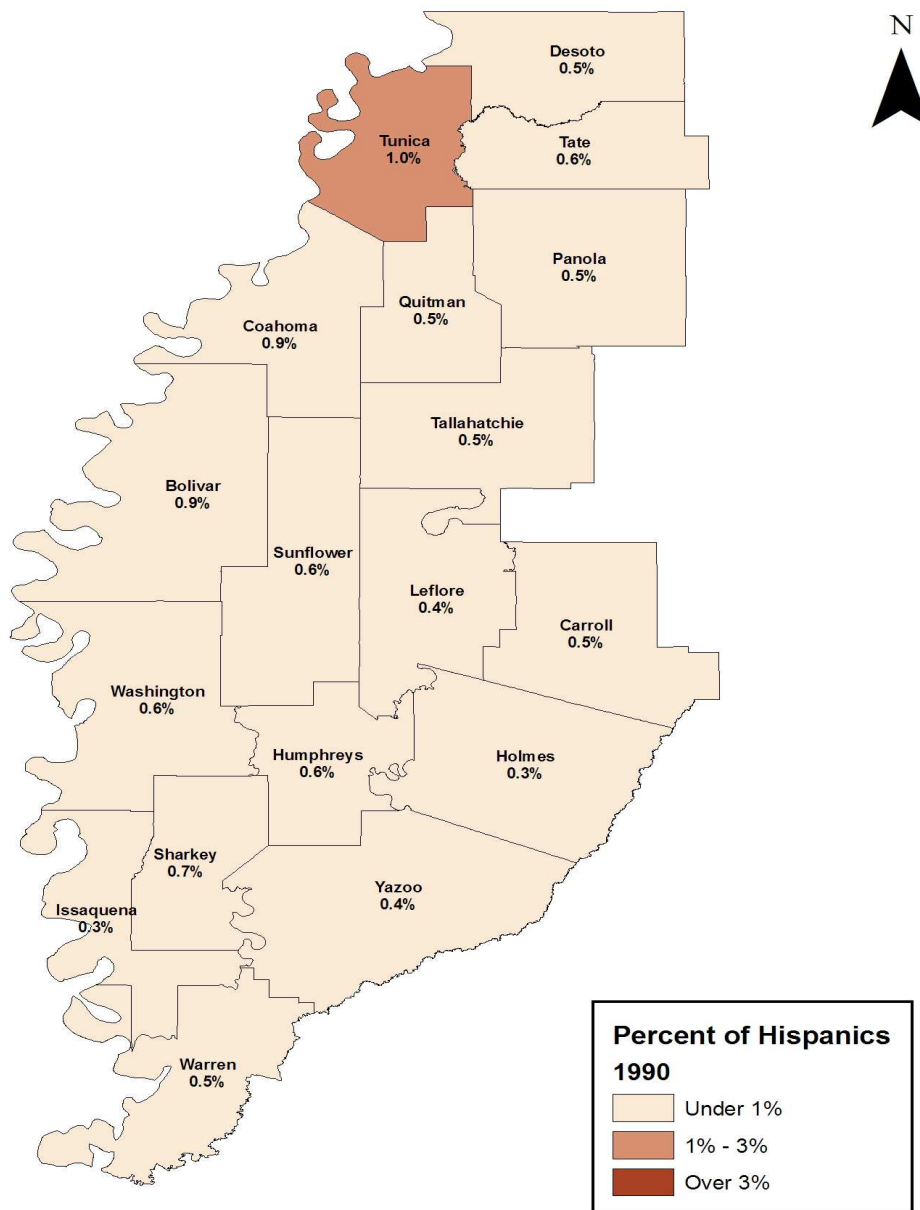 N
Desoto
0.5%
Tunica
1.0%
Tate
0.6%
Panola
0.5%
Quitman
0.5%
Coahoma
0.9%
Tallahatchie
0.5%
Bolivar
0.9%
Sunflower
0.6%
Leflore
0.4%
Carroll
0.5%
Washington
0.6%
Humphreys
0.6%
Holmes
0.3%
Sharkey
0.7%
Yazoo
0.4%
Issaquena
0.3%
Warren
0.5%
Percent of Hispanics
1990
Under 1%
1% - 3%
Over 3%